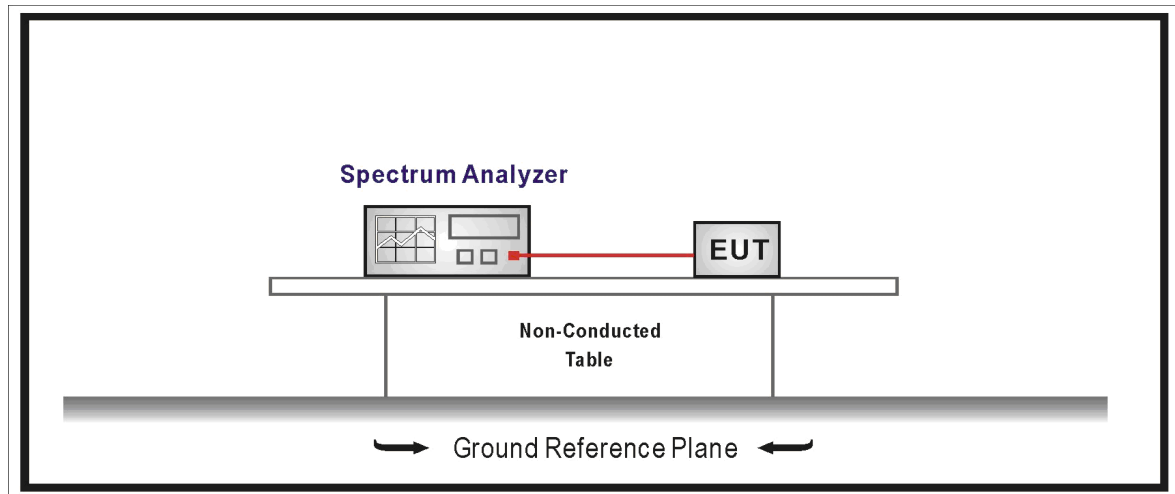 Spectrum Analyzer
EUT
Non-Conducted
Table
Ground Reference Plane